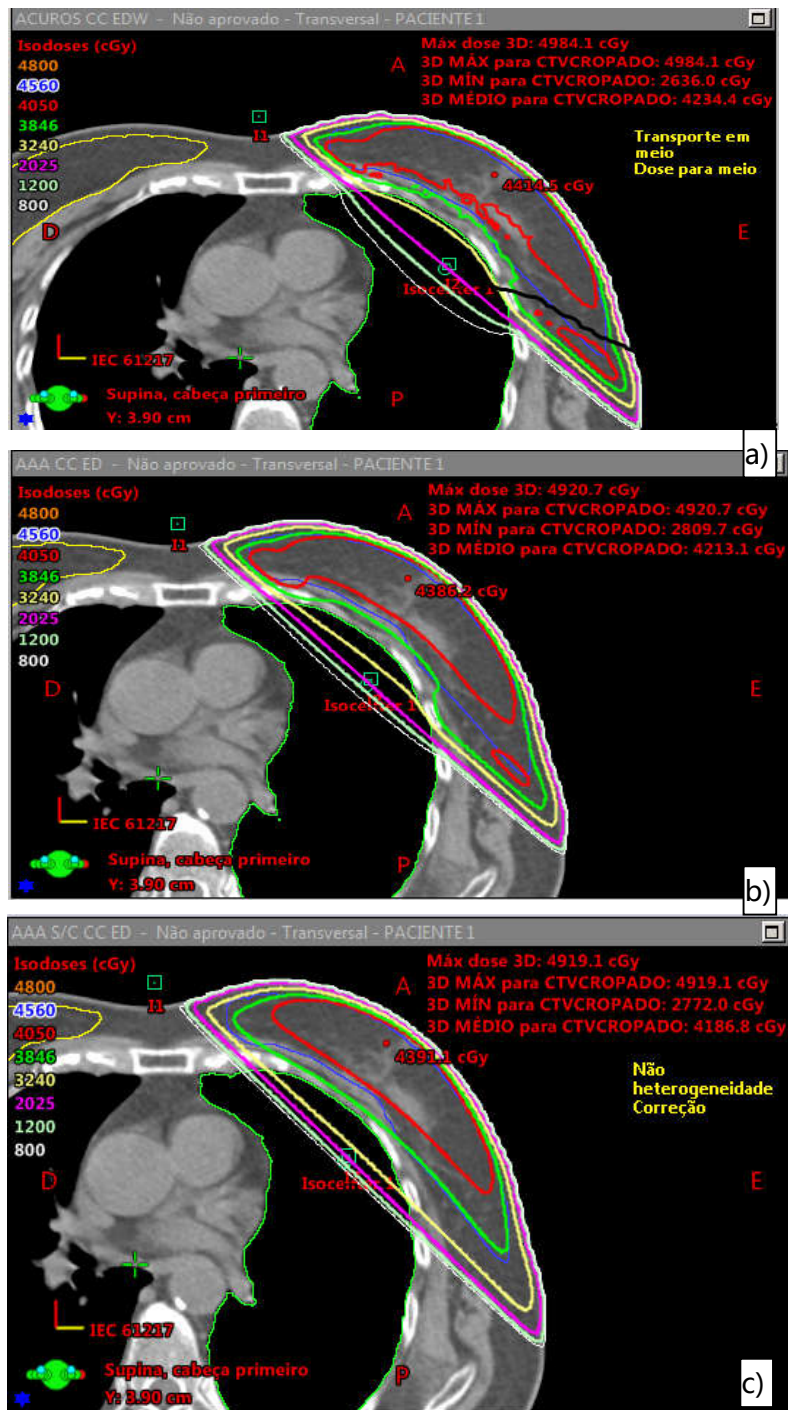 ACUROS CC EDW - Não aprovado - Transversal - PACIENTE 1
Isodoses (cGy)
4800
4560
4050
3846
3240
2025
1200
800
Máx dose 3D: 4984.1 cGy
3D MÁX para CTVCROPADO: 4984.1 cGy
3D MÍN para CTVCROPADO: 2636.0 cGy
3D MÉDIO para CTVCROPADO: 4234.4 cGy
A
I1
Transporte em
meio
Dose para meio
4414.5 cGy
D
E
I2
Isocenter 1
IEC 61217
Supina, cabeça primeiro
Y: 3.90 cm
P
a)
AAA CC ED - Não aprovado - Transversal - PACIENTE 1
Isodoses (cGy)
4800
4560
4050
3846
3240
2025
1200
800
Máx dose 3D: 4920.7 cGy
3D MÁX para CTVCROPADO: 4920.7 cGy
3D MÍN para CTVCROPADO: 2809.7 cGy
3D MÉDIO para CTVCROPADO: 4213.1 cGy
A
I1
4386.2 cGy
D
E
Isocenter 1
IEC 61217
Supina, cabeça primeiro
Y: 3.90 cm
P
b)
AAA S/C CC ED - Não aprovado - Transversal - PACIENTE 1
Isodoses (cGy)
4800
4560
4050
3846
3240
2025
1200
800
Máx dose 3D: 4919.1 cGy
3D MÁX para CTVCROPADO: 4919.1 cGy
3D MÍN para CTVCROPADO: 2772.0 cGy
3D MÉDIO para CTVCROPADO: 4186.8 cGy
A
I1
4391.1 cGy
Não
heterogeneidade
Correção
D
E
Isocenter 1
IEC 61217
Supina, cabeça primeiro
Y: 3.90 cm
P
c)